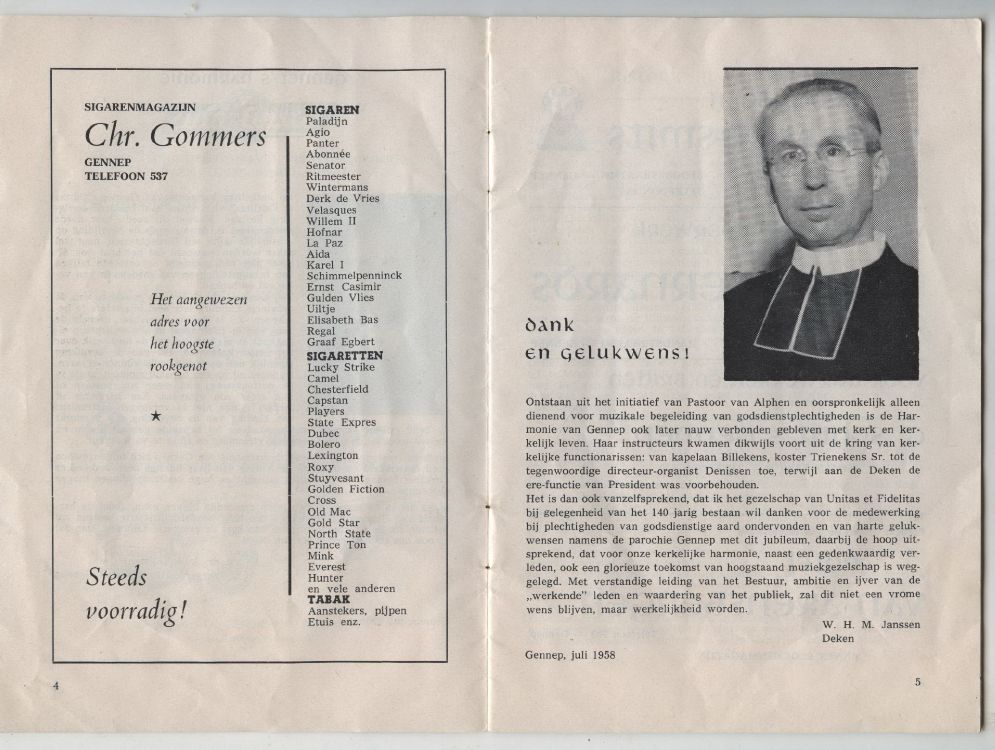 SIGARENMAGAZIJN
Chr. Gommers
GENNEP
TELEFOON 537
Het aangewezen
adres voor
het hoogste
rookgenot
★
Steeds
voorradig!
SIGAREN
Paladijn
Agio
Panter
Abonnée
Senator
Ritmeester
Wintermans
Derk de Vries
Velasques
Willem II
Hofnar
La Paz
Aida
Karel I
Schimmelpenninck
Ernst Casimir
Gulden Vlies
Uiltje
Elisabeth Bas
Regal
Graaf Egbert
SIGARETTEN
Lucky Strike
Camel
Chesterfield
Capstan
Players
State Expres
Dubec
Bolero
Lexington
Roxy
Stuyvesant
Golden Fiction
Cross
Old Mac
Gold Star
North State
Prince Ton
Mink
Everest
Hunter
en vele anderen
TABAK
Aanstekers, pijpen
Etuis enz.
4
dank
en gelukwens!
Ontstaan uit het initiatief van Pastoor van Alphen en oorspronkelijk alleen
dienend voor muzikale begeleiding van godsdienstplechtigheden is de Har-
monie van Gennep ook later nauw verbonden gebleven met kerk en ker-
kelijk leven. Haar instructeurs kwamen dikwijls voort uit de kring van ker-
kelijke functionarissen: van kapelaan Billekens, koster Trienekens Sr. tot de
tegenwoordige directeur-organist Denissen toe, terwijl aan de Deken de
ere-functie van President was voorbehouden.
Het is dan ook vanzelfsprekend, dat ik het gezelschap van Unitas et Fidelitas
bij gelegenheid van het 140 jarig bestaan wil danken voor de medewerking
bij plechtigheden van godsdienstige aard ondervonden en van harte geluk-
wensen namens de parochie Gennep met dit jubileum, daarbij de hoop uit-
sprekend, dat voor onze kerkelijke harmonie, naast een gedenkwaardig ver-
leden, ook een glorieuze toekomst van hoogstaand muziekgezelschap is weg-
gelegd. Met verstandige leiding van het Bestuur, ambitie en ijver van de
„werkende” leden en waardering van het publiek, zal dit niet een vrome
wens blijven, maar werkelijkheid worden.
W. H. M. Janssen
Deken
Gennep, juli 1958
5